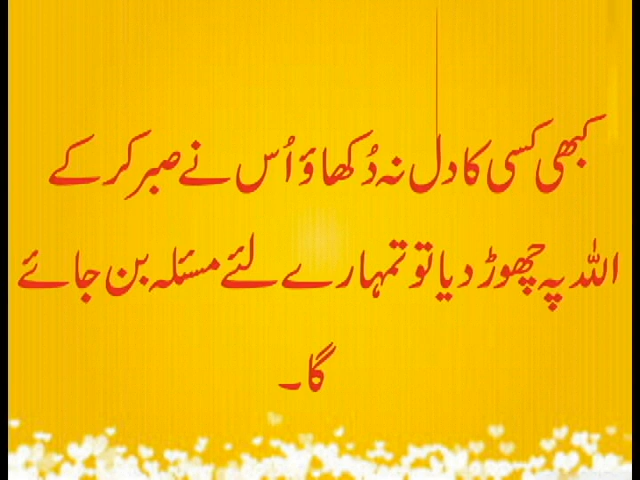 کبھی کسی کا دل نہ دُکھاؤ اُس نے صبر کر کے
اللہ پہ چھوڑ دیا تو تمہارے لئے مسئلہ بن جائے
گا۔